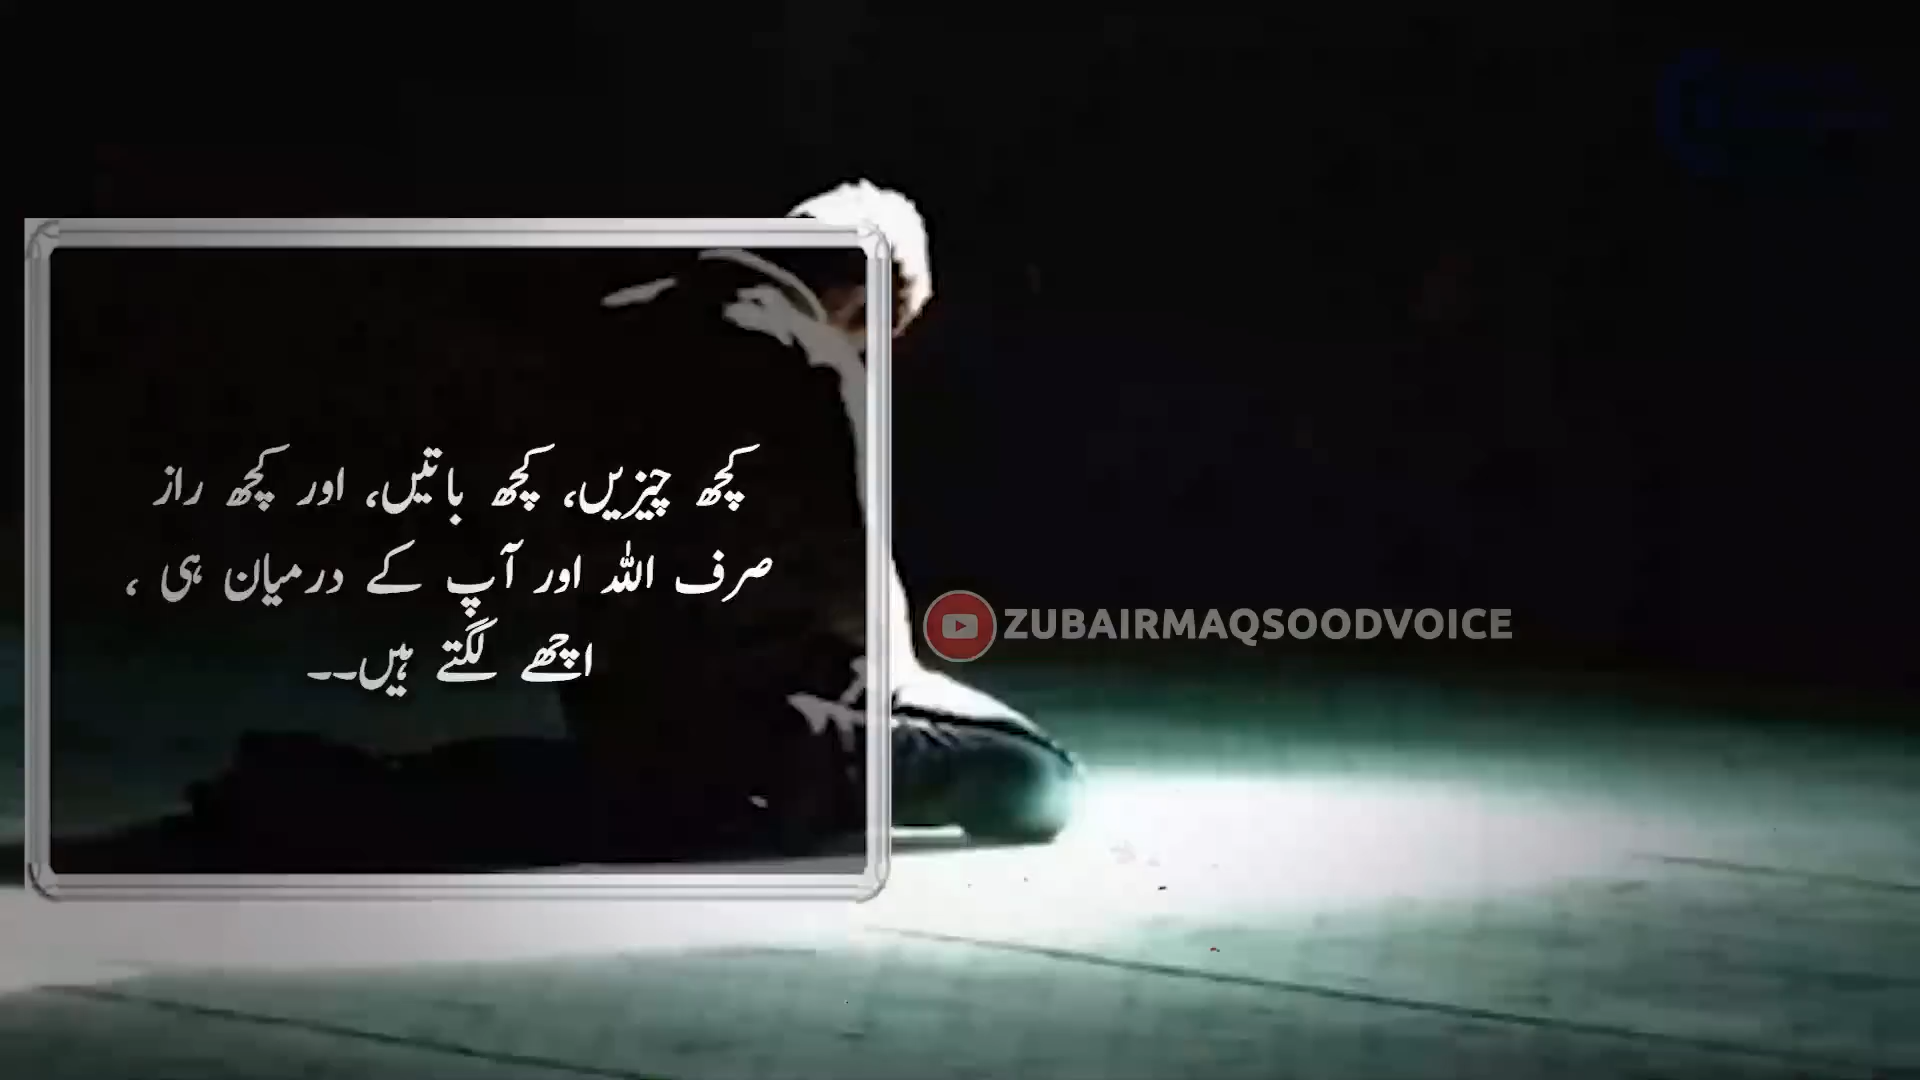 کچھ چیزیں، کچھ باتیں، اور کچھ راز
صرف اللہ اور آپ کے درمیان ہی ،
اچھے لگتے ہیں۔۔
ZUBAIRMAQSOODVOICE